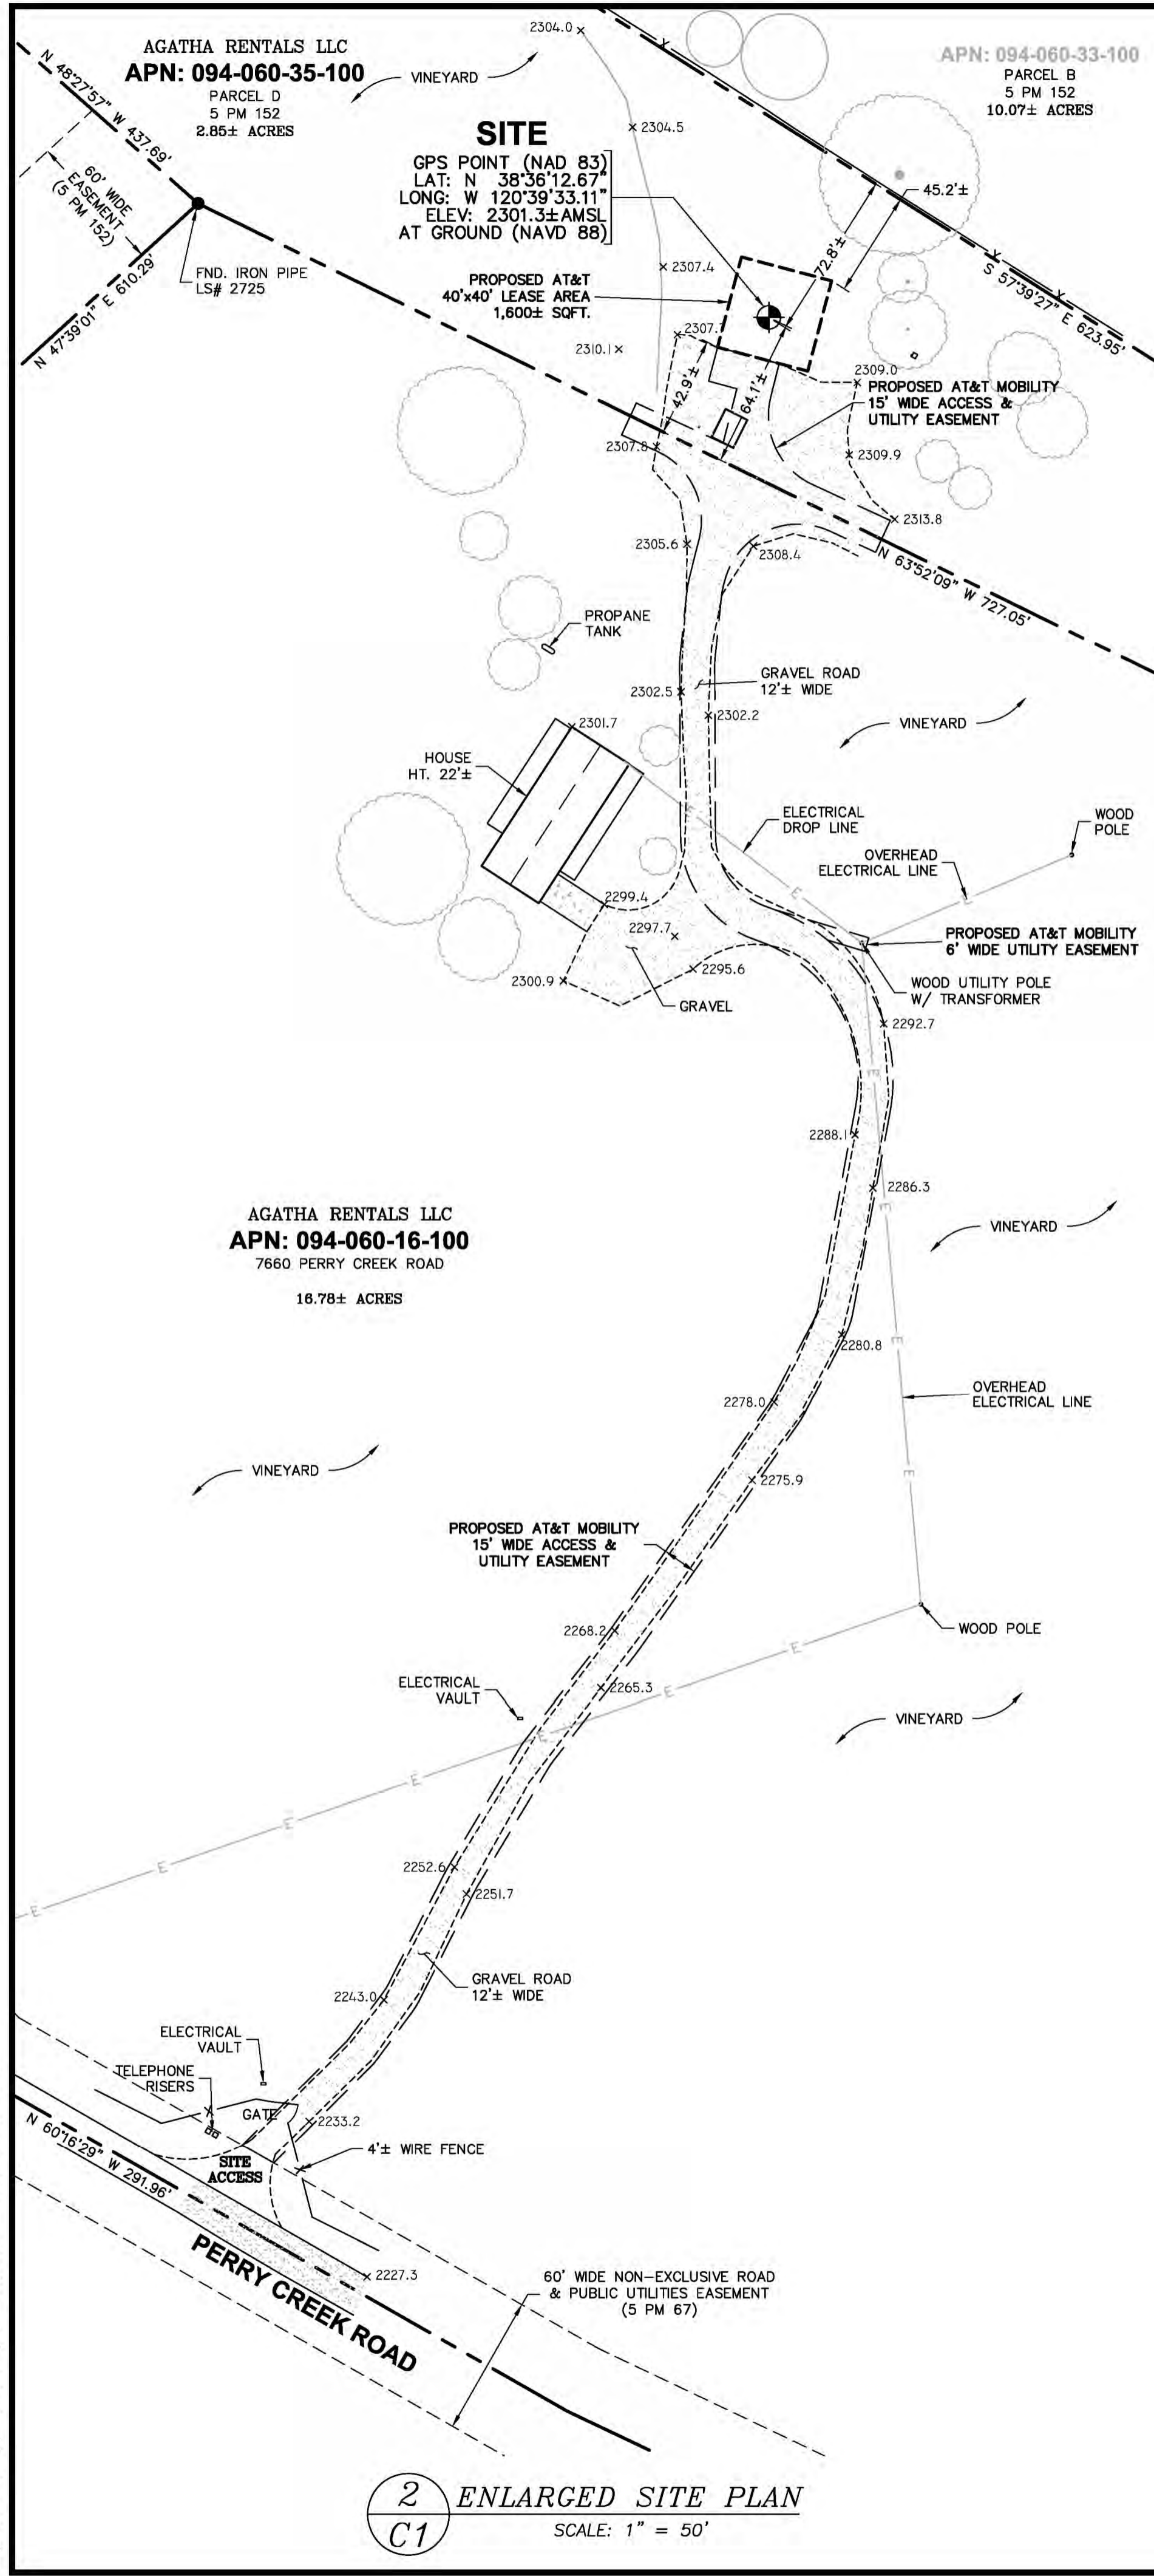 2304.0
AGATHA RENTALS LLC
APN: 094-060-35-100
PARCEL D
5 PM 152
2.85± ACRES
VINEYARD
APN: 094-060-33-100
PARCEL B
5 PM 152
10.07± ACRES
N 48°27'57" W 437.69'
2304.5
SITE
GPS POINT (NAD 83)
LAT: N 38°36'12.67"
LONG: W 120°39'33.11"
ELEV: 2301.3±AMSL
AT GROUND (NAVD 88)
60' WIDE
EASEMENT
(5 PM 152)
45.2'±
72.8'±
FND. IRON PIPE
LS# 2725
N 47°39'01" E 610.29'
S 57°39'27" E 623.95'
2307.4
PROPOSED AT&T
40'x40' LEASE AREA
1,600± SQFT.
2310.1
42.9'±
64.1'±
2309.0
PROPOSED AT&T MOBILITY
15' WIDE ACCESS &
UTILITY EASEMENT
2307.8
2309.9
2313.8
2305.6
2308.4
N 63°52'09" W 727.05'
PROPANE
TANK
GRAVEL ROAD
12'± WIDE
2302.5
2302.2
2301.7
VINEYARD
HOUSE
HT. 22'±
E
ELECTRICAL
DROP LINE
WOOD
POLE
OVERHEAD
ELECTRICAL LINE
E
E
2299.4
2297.7
2295.6
2300.9
GRAVEL
PROPOSED AT&T MOBILITY
6' WIDE UTILITY EASEMENT
WOOD UTILITY POLE
W/ TRANSFORMER
2292.7
E
2288.1
2286.3
E
VINEYARD
AGATHA RENTALS LLC
APN: 094-060-16-100
7660 PERRY CREEK ROAD
16.78± ACRES
E
2280.8
2278.0
OVERHEAD
ELECTRICAL LINE
VINEYARD
E
2275.9
PROPOSED AT&T MOBILITY
15' WIDE ACCESS &
UTILITY EASEMENT
2268.2
WOOD POLE
E
ELECTRICAL
VAULT
2265.3
E
VINEYARD
E
E
E
E
E
2252.6
2251.7
GRAVEL ROAD
12'± WIDE
2243.0
ELECTRICAL
VAULT
TELEPHONE
RISERS
GATE
2233.2
4'± WIRE FENCE
SITE
ACCESS
N 60°16'29" W 291.96'
PERRY CREEK ROAD
2227.3
60' WIDE NON-EXCLUSIVE ROAD
& PUBLIC UTILITIES EASEMENT
(5 PM 67)
2
C1
ENLARGED SITE PLAN
SCALE: 1" = 50'